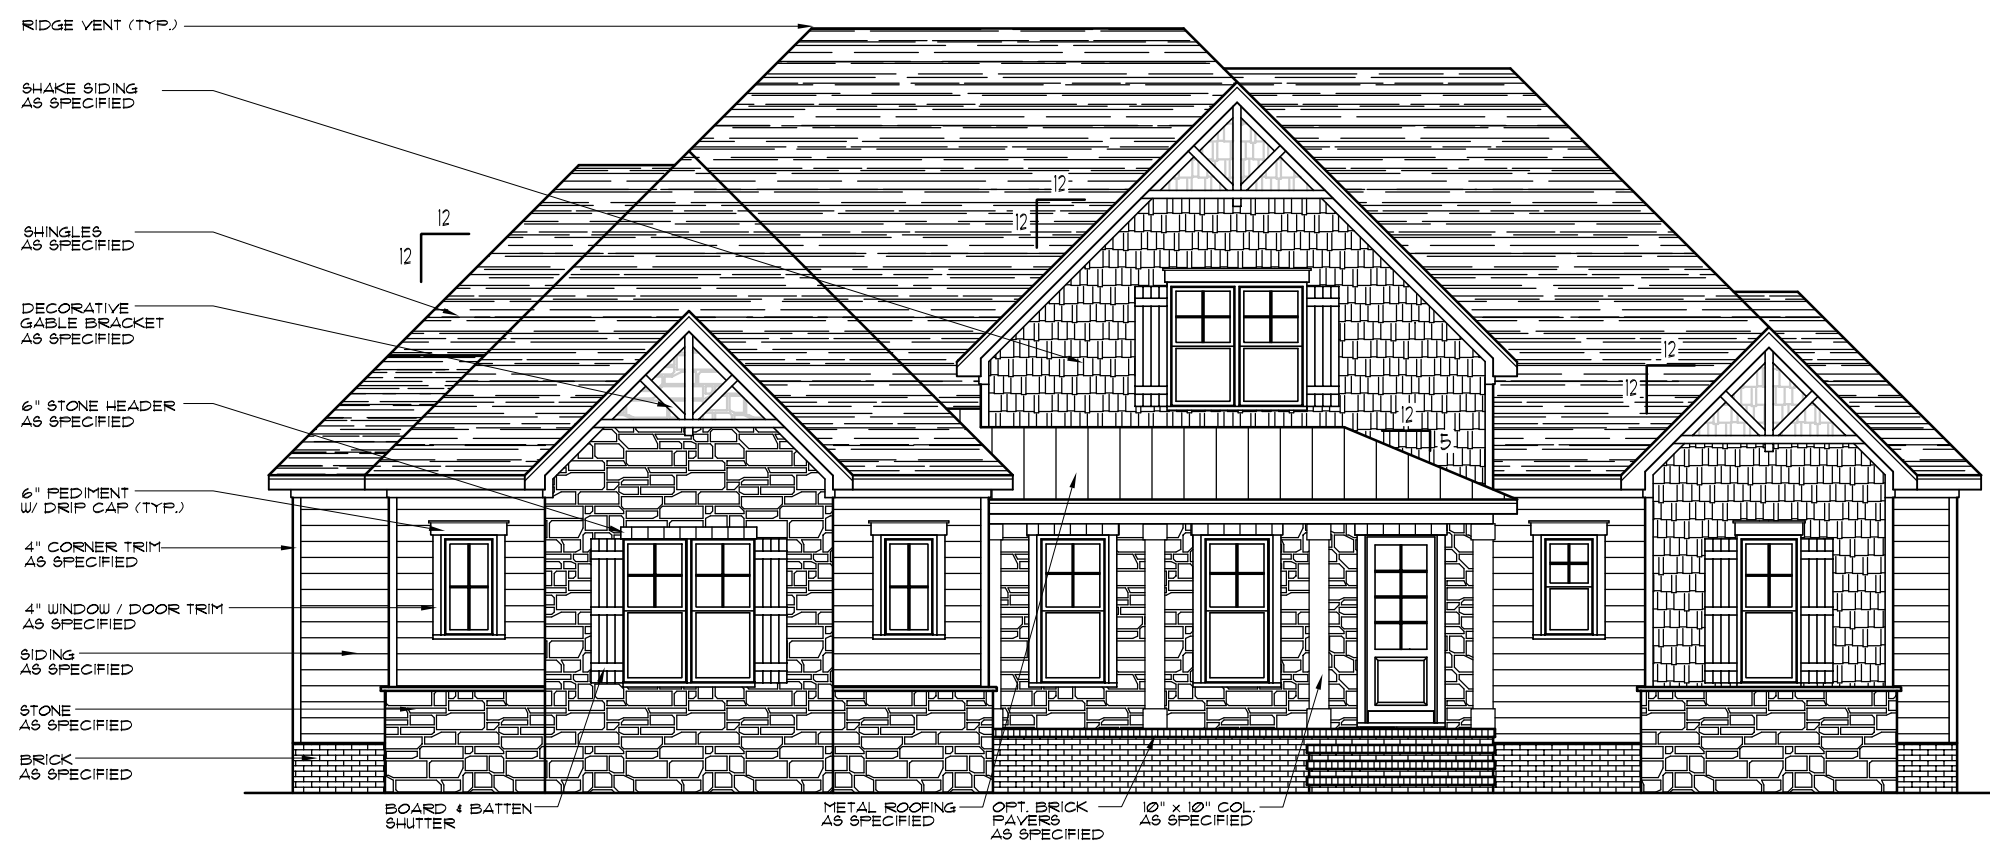 RIDGE VENT (TYP.)
SHAKE SIDING
AS SPECIFIED
SHINGLES
AS SPECIFIED
DECORATIVE
GABLE BRACKET
AS SPECIFIED
6" STONE HEADER
AS SPECIFIED
6" PEDIMENT
W/ DRIP CAP (TYP.)
4" CORNER TRIM
AS SPECIFIED
4" WINDOW / DOOR TRIM
AS SPECIFIED
SIDING
AS SPECIFIED
STONE
AS SPECIFIED
BRICK
AS SPECIFIED
12
12
12
12
12
5
12
12
BOARD & BATTEN
SHUTTER
METAL ROOFING
AS SPECIFIED
OPT. BRICK
PAVERS
AS SPECIFIED
10" x 10" COL.
AS SPECIFIED